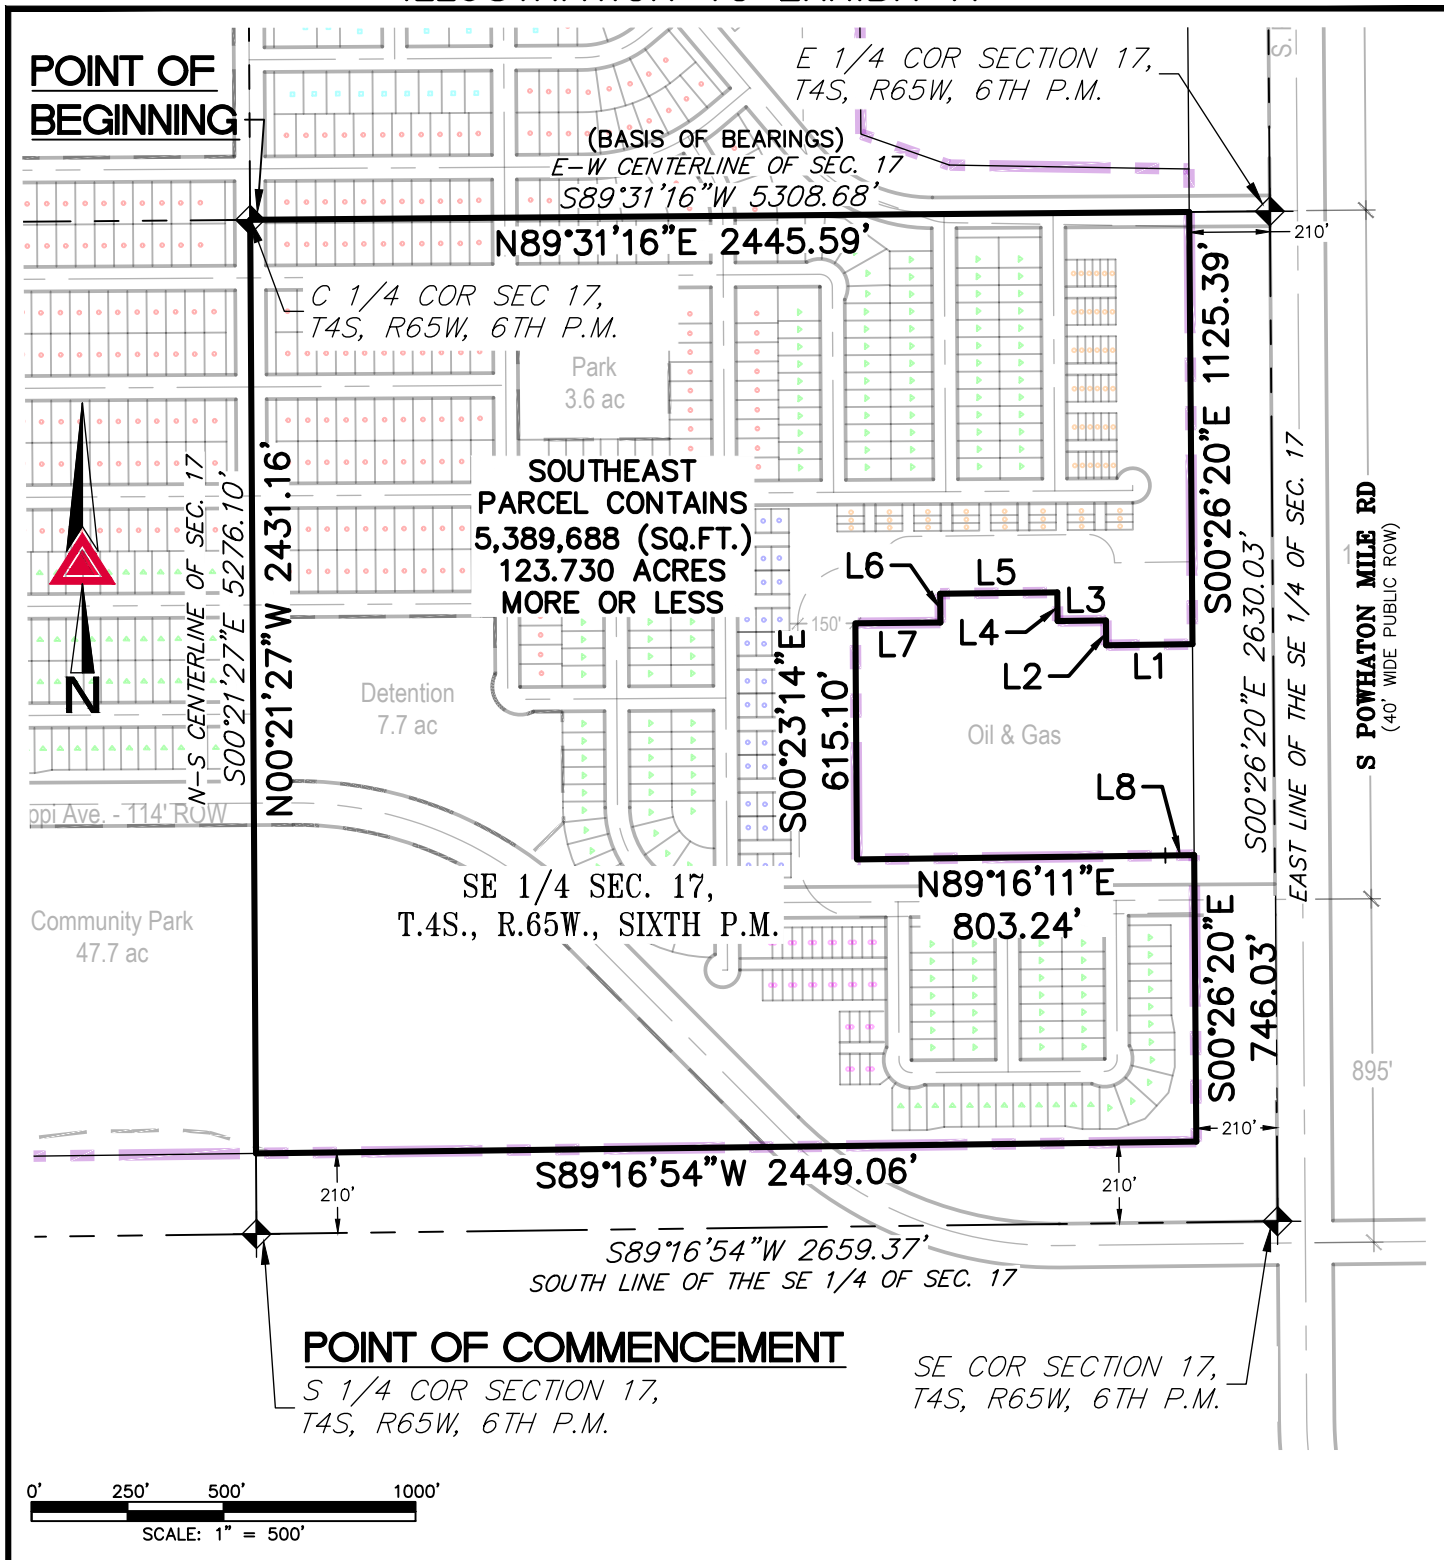 POINT OF
BEGINNING
E 1/4 COR SECTION 17,
T4S, R65W, 6TH P.M.
S.
(BASIS OF BEARINGS)
E-W CENTERLINE OF SEC. 17
S89°31'16"W 5308.68'
N89°31'16"E 2445.59'
210'
C 1/4 COR SEC 17,
T4S, R65W, 6TH P.M.
Park
3.6 ac
S00°26'20"E 1125.39'
N-S CENTERLINE OF SEC. 17
S00°21'27"E 5276.10'
N00°21'27"W 2431.16'
SOUTHEAST
PARCEL CONTAINS
5,389,688 (SQ.FT.)
123.730 ACRES
MORE OR LESS
S00°26'20"E 2630.03'
EAST LINE OF THE SE 1/4 OF SEC. 17
S POWHATON MILE RD
(40' WIDE PUBLIC ROW)
L6
L5
L3
150'
L7
L4
L2
L1
N
Detention
7.7 ac
S00°23'14"E
615.10'
Oil & Gas
L8
ppi Ave. - 114' ROW
SE 1/4 SEC. 17,
T.4S., R.65W., SIXTH P.M.
N89°16'11"E
803.24'
Community Park
47.7 ac
S00°26'20"E
746.03'
895'
210'
S89°16'54"W 2449.06'
210'
210'
S89°16'54"W 2659.37'
SOUTH LINE OF THE SE 1/4 OF SEC. 17
POINT OF COMMENCEMENT
S 1/4 COR SECTION 17,
T4S, R65W, 6TH P.M.
SE COR SECTION 17,
T4S, R65W, 6TH P.M.
0' 250' 500' 1000'
SCALE: 1" = 500'